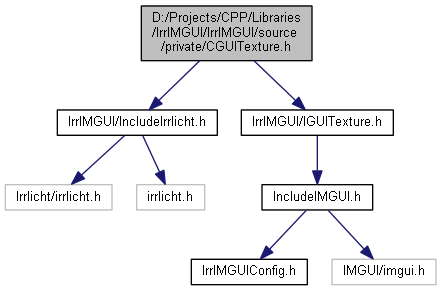 D:/Projects/CPP/Libraries
/IrrIMGUI/IrrIMGUI/source
/private/CGUITexture.h
IrrIMGUI/IncludeIrrlicht.h
IrrIMGUI/IGUITexture.h
Irrlicht/irrlicht.h
irrlicht.h
IncludeIMGUI.h
IrrIMGUIConfig.h
IMGUI/imgui.h